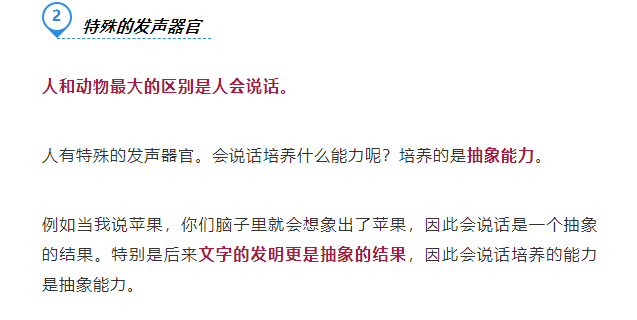 2
特殊的发声器官
人和动物最大的区别是人会说话。
人有特殊的发声器官。会说话培养什么能力呢？培养的是抽象能力。
例如当我说苹果，你们脑子里就会想象出了苹果，因此会说话是一个抽象
的结果。特别是后来文字的发明更是抽象的结果，因此会说话培养的能力
是抽象能力。